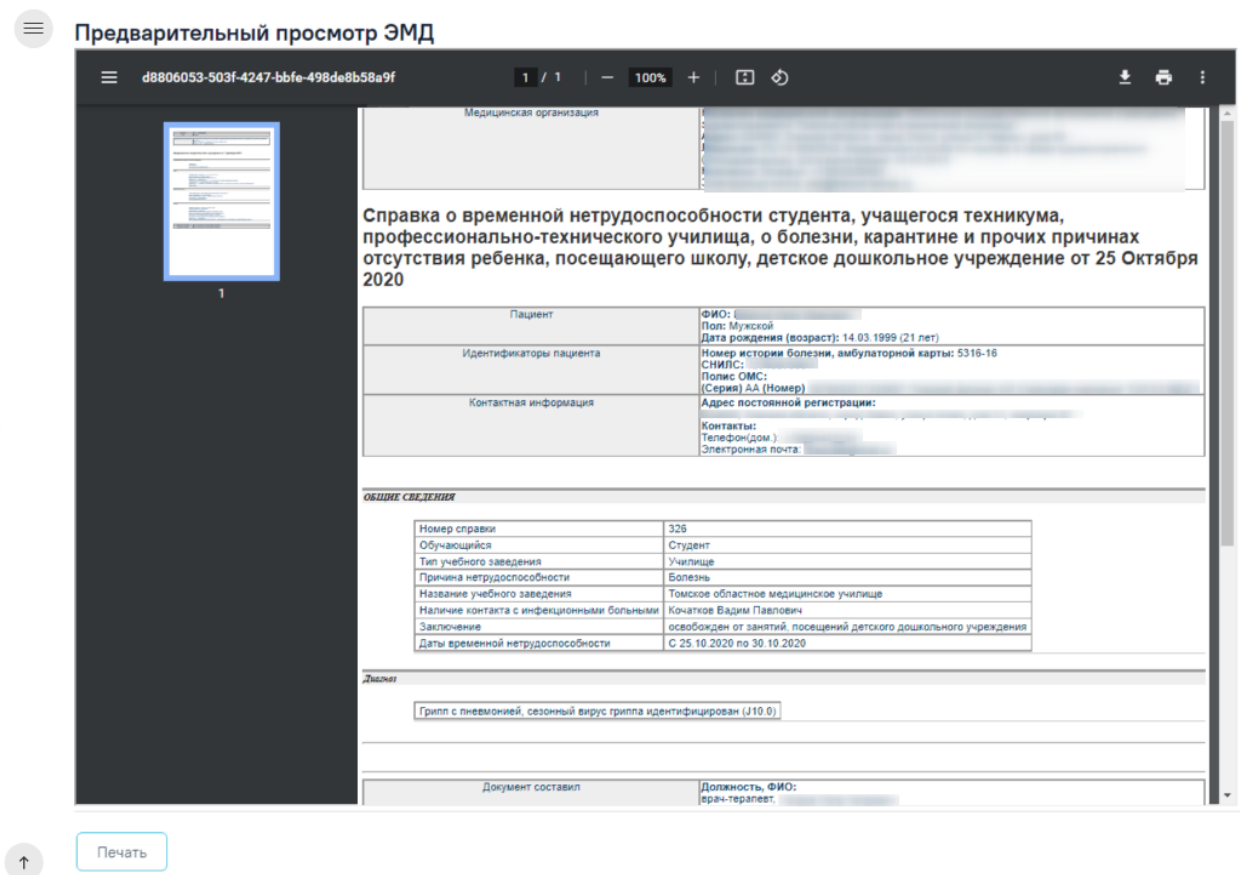 Предварительный просмотр ЭМД
d8806053-503f-4247-bbfe-498de8b58a9f
1 / 1
100%
1
Медицинская организация
Справка о временной нетрудоспособности студента, учащегося техникума,
профессионально-технического училища, о болезни, карантине и прочих причинах
отсутствия ребенка, посещающего школу, детское дошкольное учреждение от 25 Октября
2020
Пациент
ФИО:
Пол: Мужской
Дата рождения (возраст): 14.03.1999 (21 лет)
Идентификаторы пациента
Номер истории болезни, амбулаторной карты: 5316-16
СНИЛС:
Полис ОМС:
(Серия) АА (Номер)
Контактная информация
Адрес постоянной регистрации:
Контакты:
Телефон(дом.):
Электронная почта:
ОБЩИЕ СВЕДЕНИЯ
Номер справки 326
Обучающийся Студент
Тип учебного заведения Училище
Причина нетрудоспособности Болезнь
Название учебного заведения Томское областное медицинское училище
Наличие контакта с инфекционными больными Кочатков Вадим Павлович
Заключение освобожден от занятий, посещений детского дошкольного учреждения
Даты временной нетрудоспособности С 25.10.2020 по 30.10.2020
Диагноз
Грипп с пневмонией, сезонный вирус гриппа идентифицирован (J10.0)
Документ составил
Должность, ФИО:
врач-терапевт,
Печать